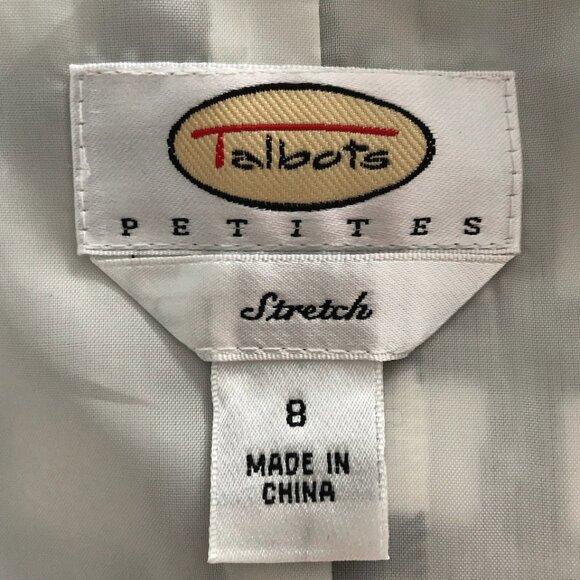 Talbots
PETITES
Stretch
8
MADE IN
CHINA